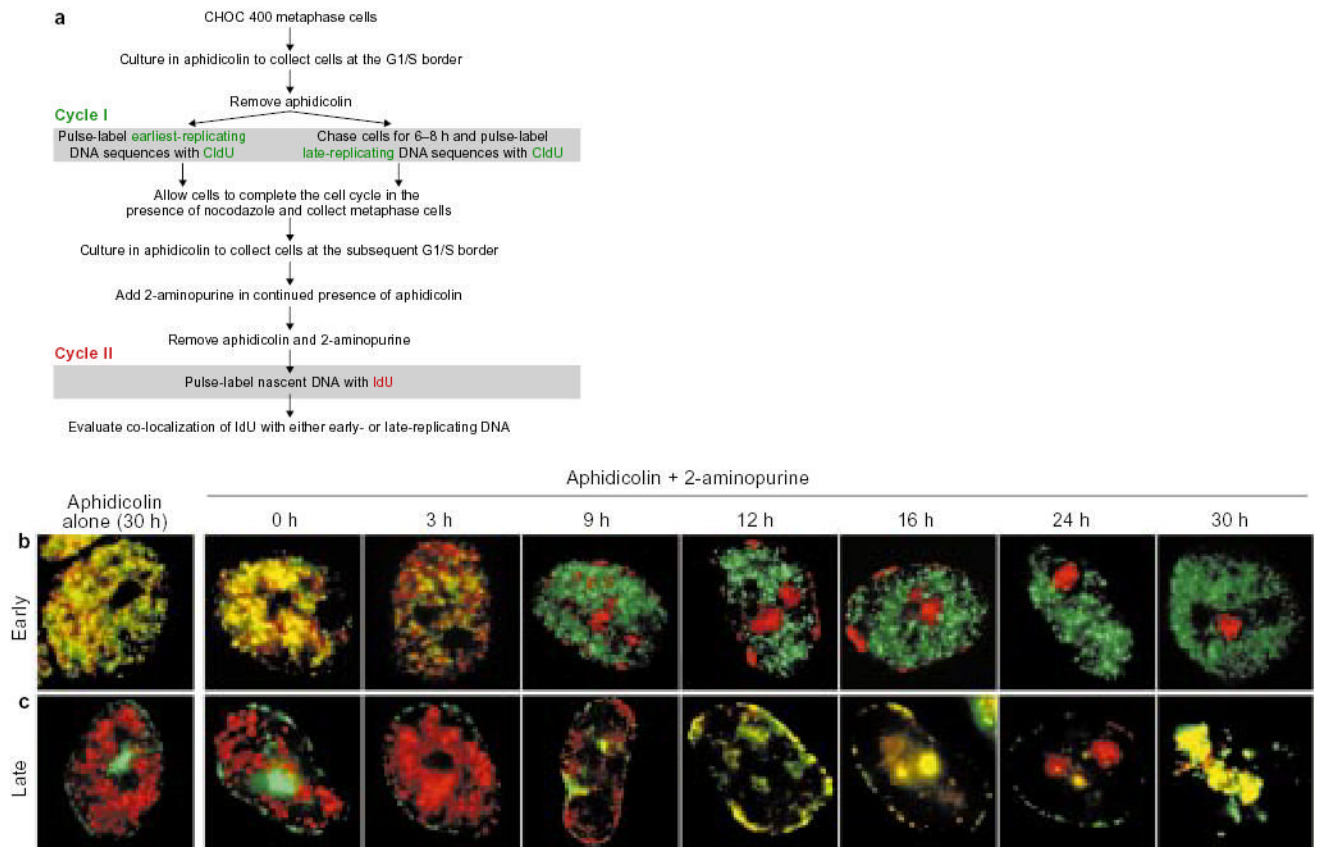 a
CHOC 400 metaphase cells
Culture in aphidicolin to collect cells at the G1/S border
Remove aphidicolin
Cycle I
Pulse-label earliest-replicating
DNA sequences with CldU
Chase cells for 6–8 h and pulse-label
late-replicating DNA sequences with CldU
Allow cells to complete the cell cycle in the
presence of nocodazole and collect metaphase cells
Culture in aphidicolin to collect cells at the subsequent G1/S border
Add 2-aminopurine in continued presence of aphidicolin
Remove aphidicolin and 2-aminopurine
Cycle II
Pulse-label nascent DNA with IdU
Evaluate co-localization of IdU with either early- or late-replicating DNA
Aphidicolin + 2-aminopurine
Aphidicolin
alone (30 h)
0 h
3 h
9 h
12 h
16 h
24 h
30 h
b
Early
c
Late